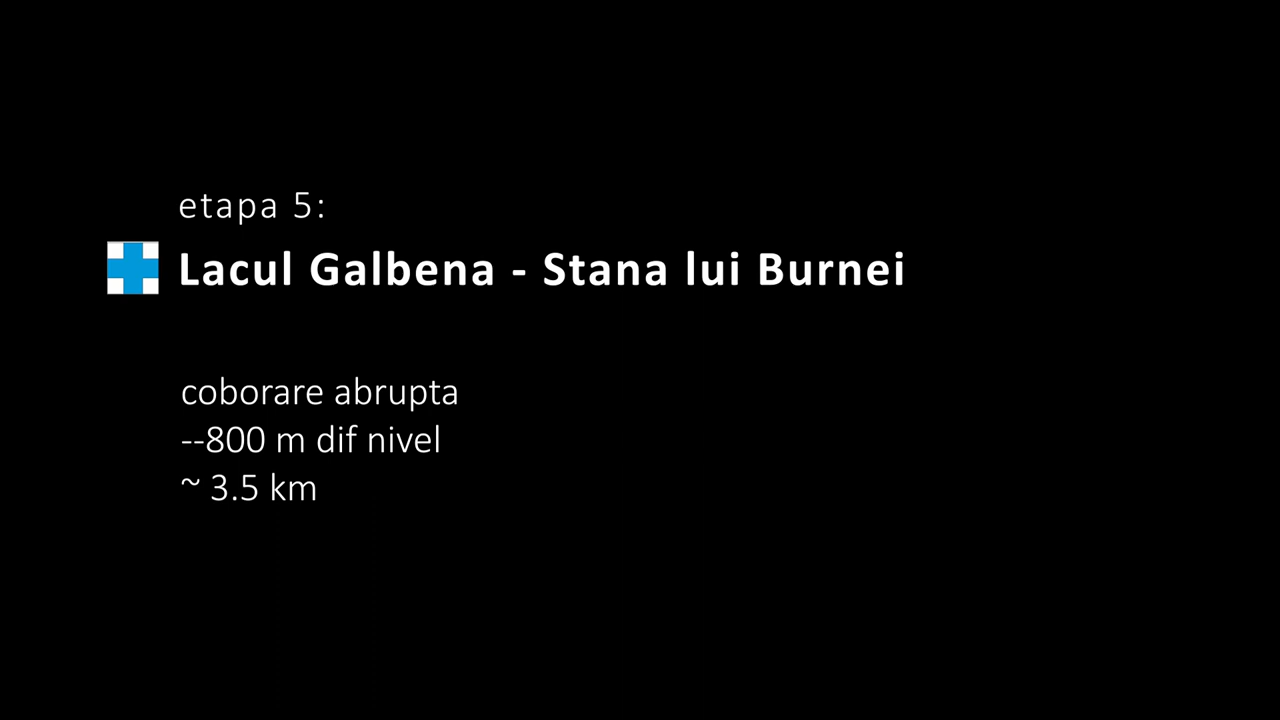 etapa 5:
Lacul Galbena - Stana lui Burnei
coborare abrupta
--800 m dif nivel
~ 3.5 km